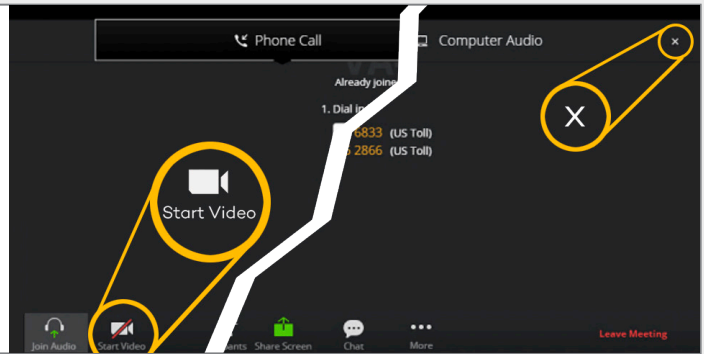 Phone Call
Computer Audio
Already joine
1. Dial in
X
6833 (US Toll)
2866 (US Toll)
Start Video
Join Audio
Start Video
ants
Share Screen
Chat
More
Leave Meeting